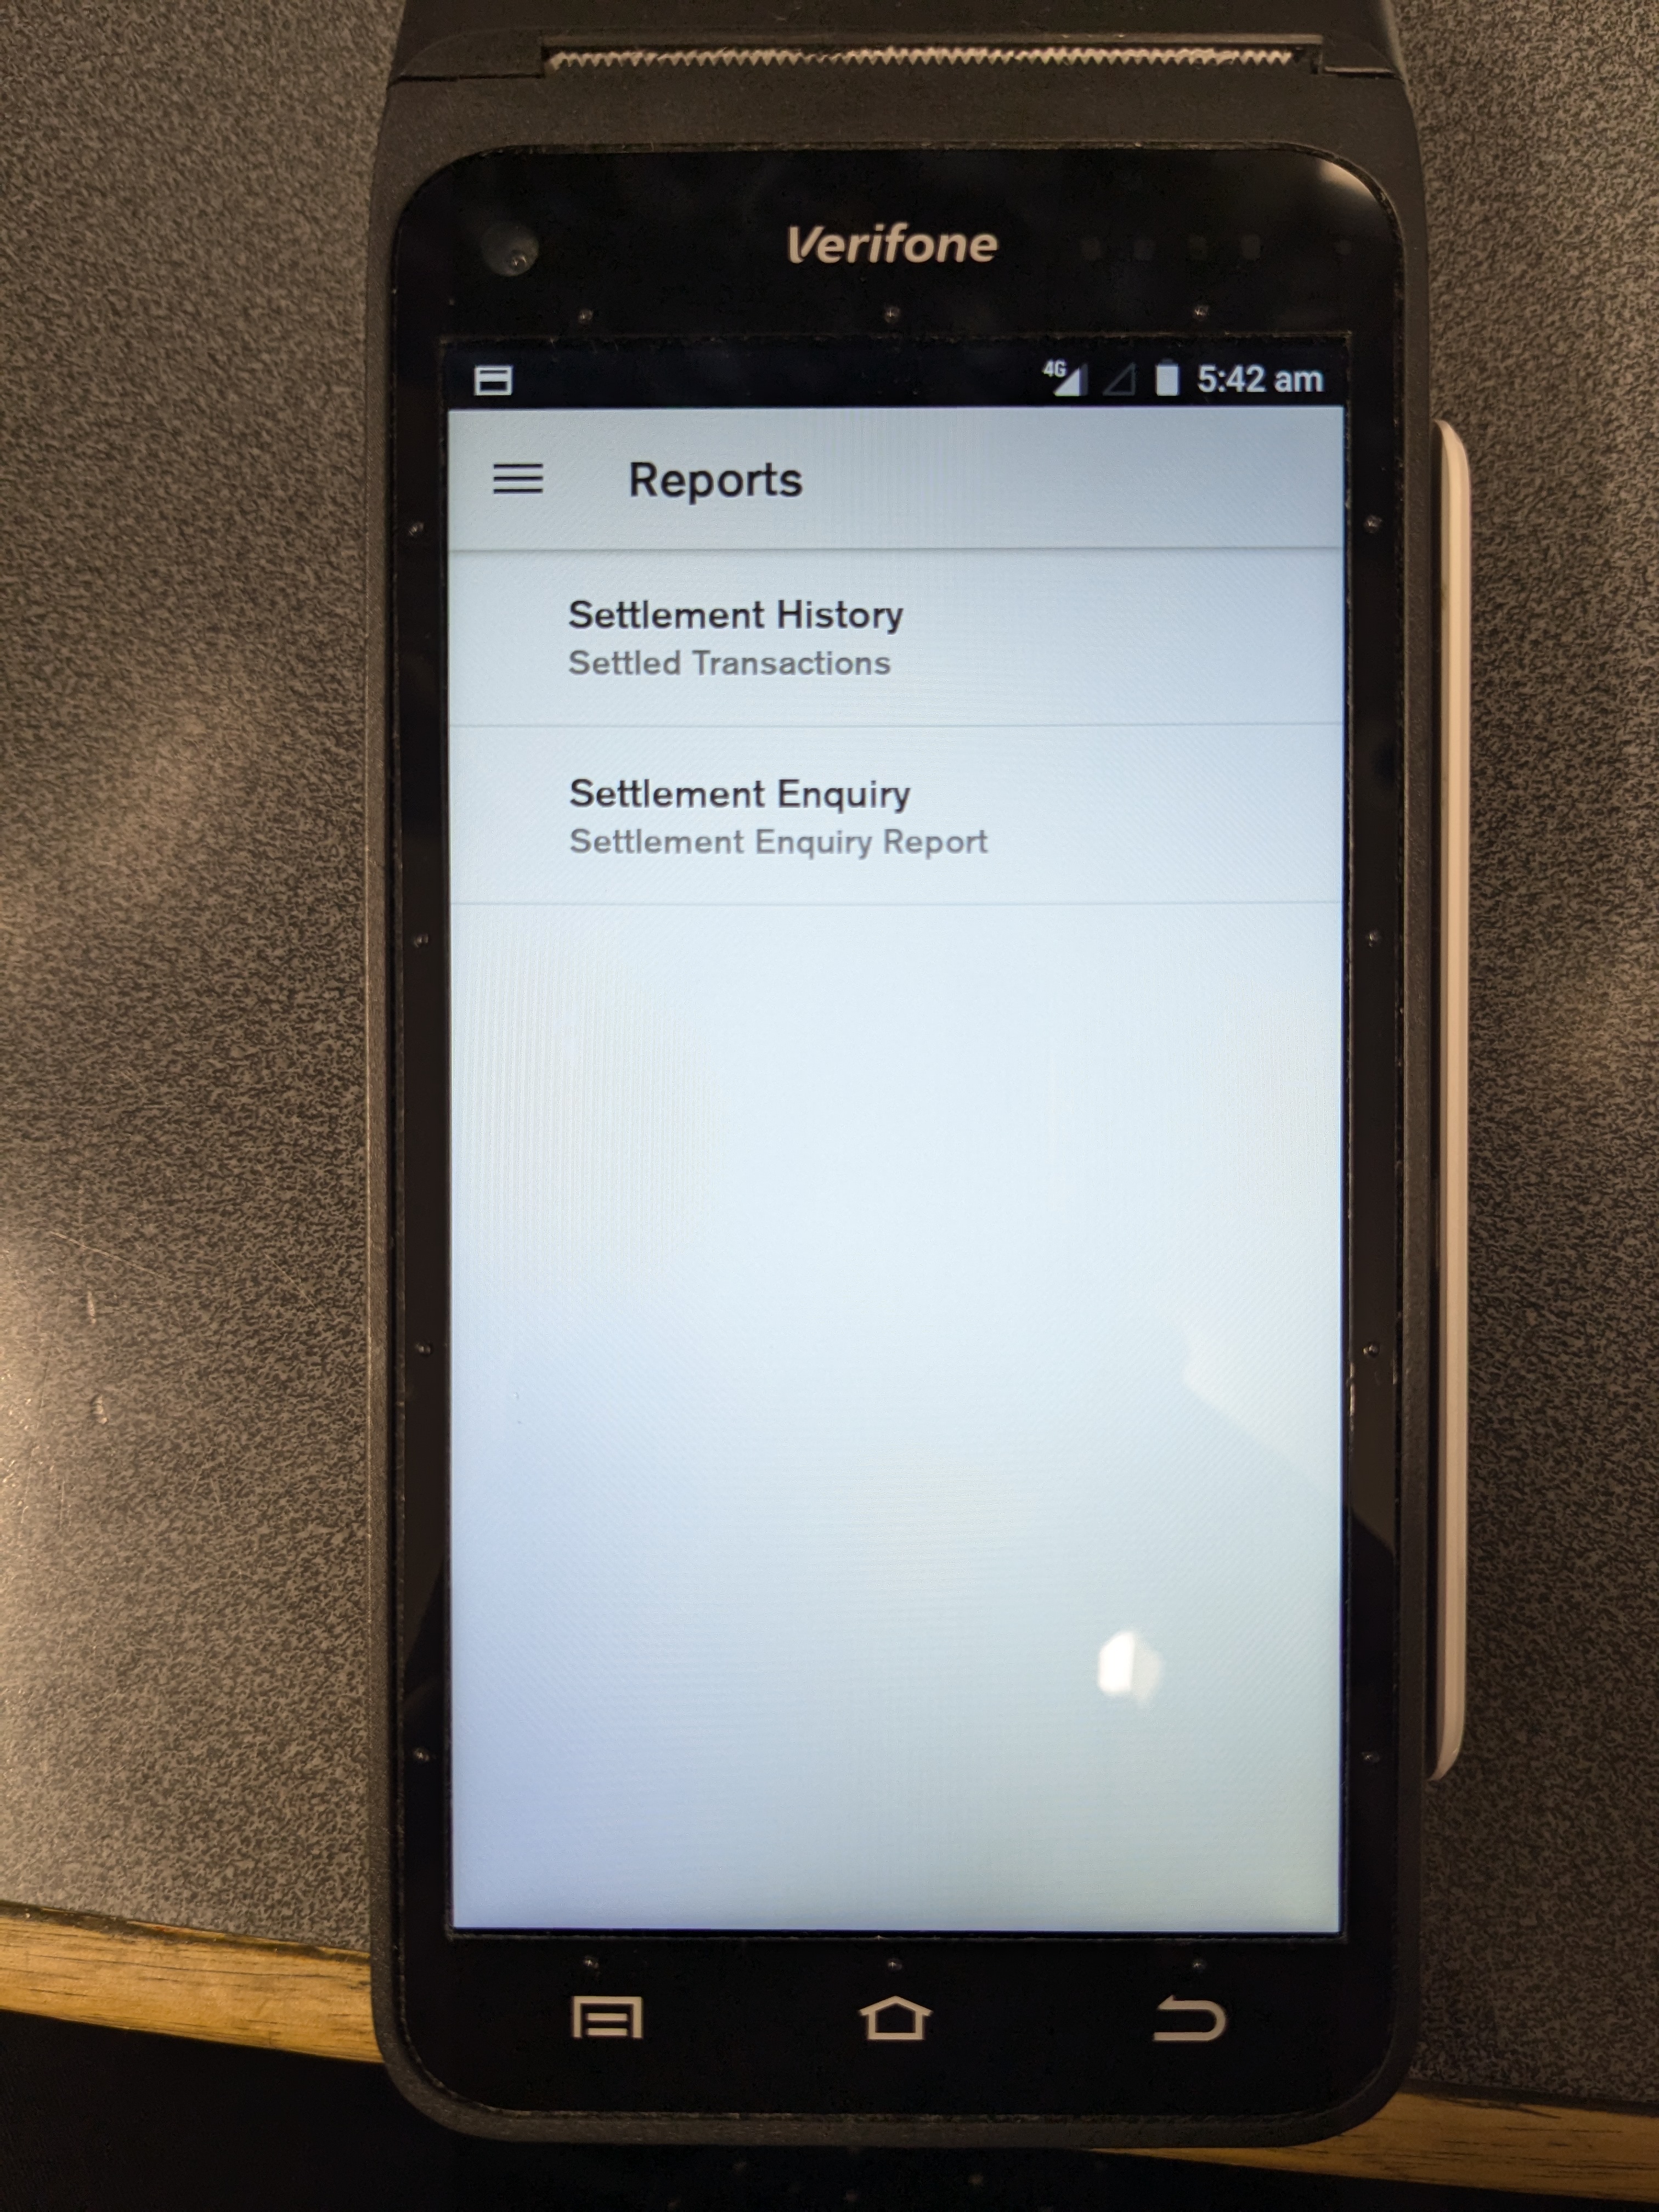 Verifone
4G 5:42 am
Reports
Settlement History
Settled Transactions
Settlement Enquiry
Settlement Enquiry Report